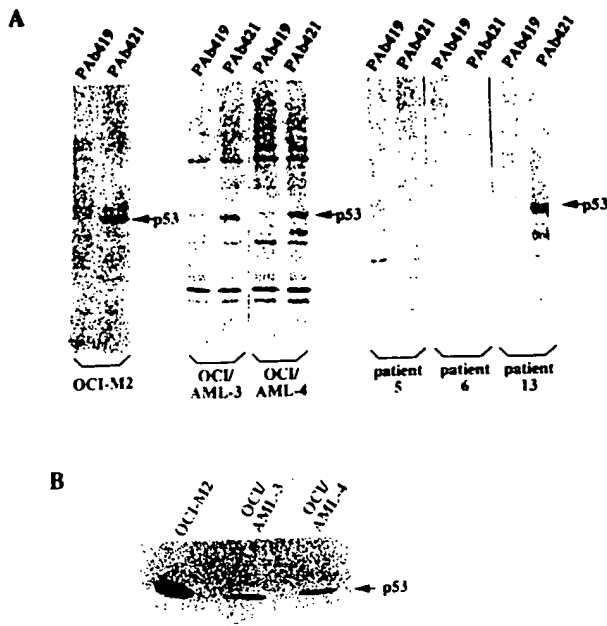 A
PAb419
PAb421
PAb419
PAb421
PAb419
PAb421
PAb419
PAb421
PAb419
PAb421
PAb419
PAb421
p53
p53
p53
OCI-M2
OCI/
AML-3
OCI/
AML-4
patient
5
patient
6
patient
13
B
OCI-M2
OCI/
AML-3
OCI/
AML-4
p53